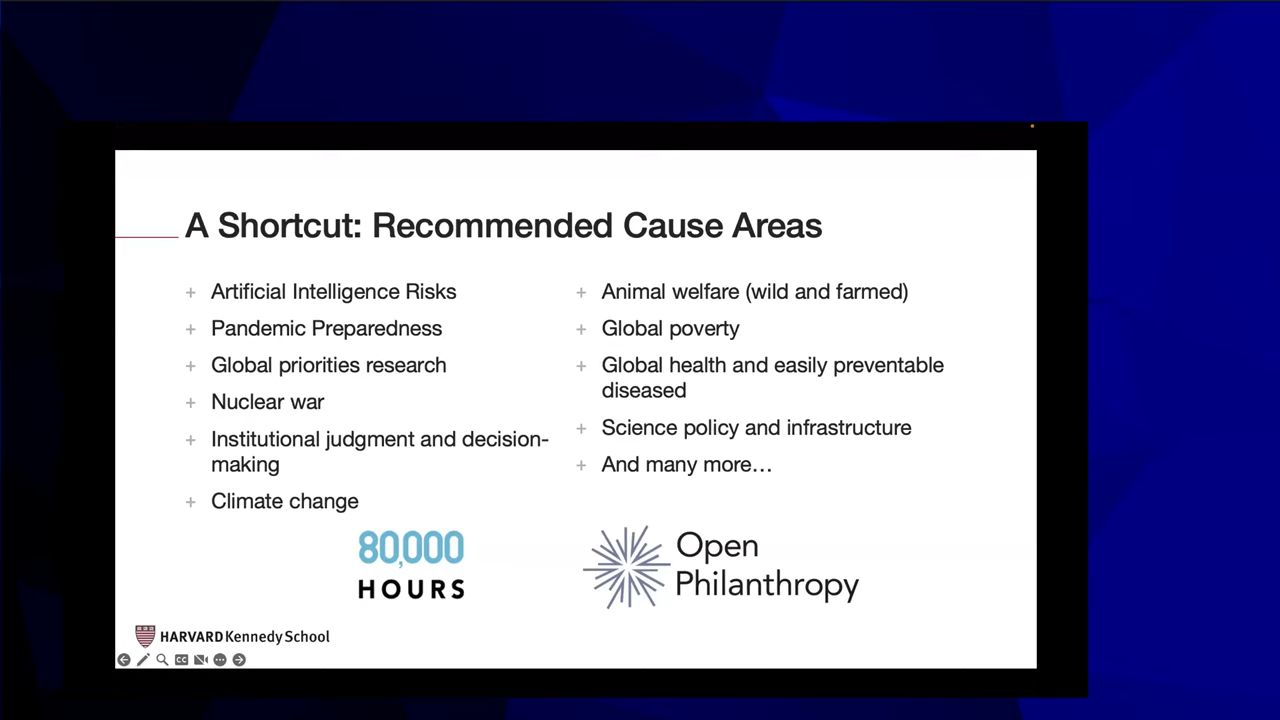 A Shortcut: Recommended Cause Areas
+ Artificial Intelligence Risks
+ Pandemic Preparedness
+ Global priorities research
+ Nuclear war
+ Institutional judgment and decision-
making
+ Climate change
+ Animal welfare (wild and farmed)
+ Global poverty
+ Global health and easily preventable
diseased
+ Science policy and infrastructure
+ And many more…
80,000
HOURS
Open
Philanthropy
HARVARD Kennedy School
CC